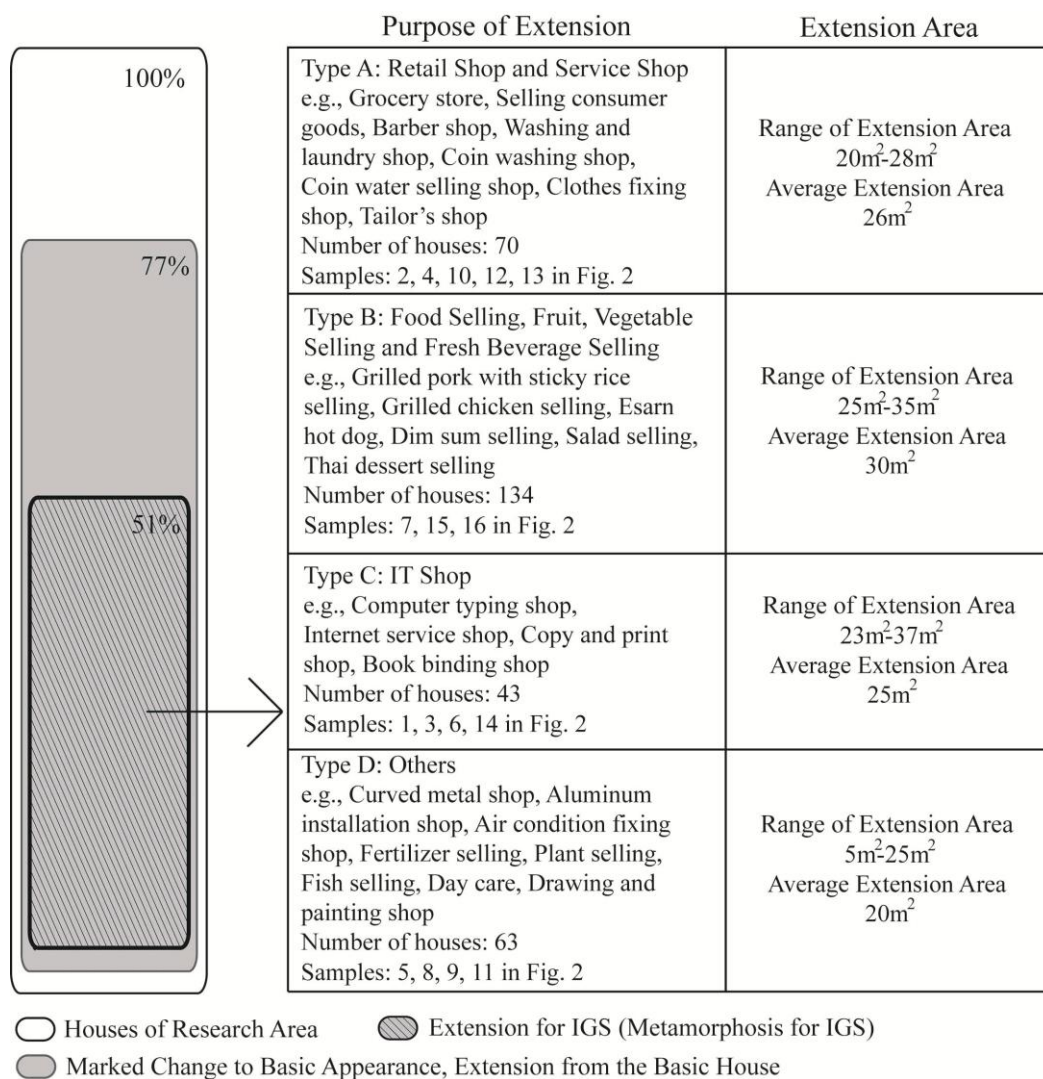 Purpose of Extension
Extension Area
100%
77%
51%
Type A: Retail Shop and Service Shop
e.g., Grocery store, Selling consumer
goods, Barber shop, Washing and
laundry shop, Coin washing shop,
Coin water selling shop, Clothes fixing
shop, Tailor's shop
Number of houses: 70
Samples: 2, 4, 10, 12, 13 in Fig. 2
Range of Extension Area
20m²-28m²
Average Extension Area
26m²
Type B: Food Selling, Fruit, Vegetable
Selling and Fresh Beverage Selling
e.g., Grilled pork with sticky rice
selling, Grilled chicken selling, Esarn
hot dog, Dim sum selling, Salad selling,
Thai dessert selling
Number of houses: 134
Samples: 7, 15, 16 in Fig. 2
Range of Extension Area
25m²-35m²
Average Extension Area
30m²
Type C: IT Shop
e.g., Computer typing shop,
Internet service shop, Copy and print
shop, Book binding shop
Number of houses: 43
Samples: 1, 3, 6, 14 in Fig. 2
Range of Extension Area
23m²-37m²
Average Extension Area
25m²
Type D: Others
e.g., Curved metal shop, Aluminum
installation shop, Air condition fixing
shop, Fertilizer selling, Plant selling,
Fish selling, Day care, Drawing and
painting shop
Number of houses: 63
Samples: 5, 8, 9, 11 in Fig. 2
Range of Extension Area
5m²-25m²
Average Extension Area
20m²
Houses of Research Area
Extension for IGS (Metamorphosis for IGS)
Marked Change to Basic Appearance, Extension from the Basic House